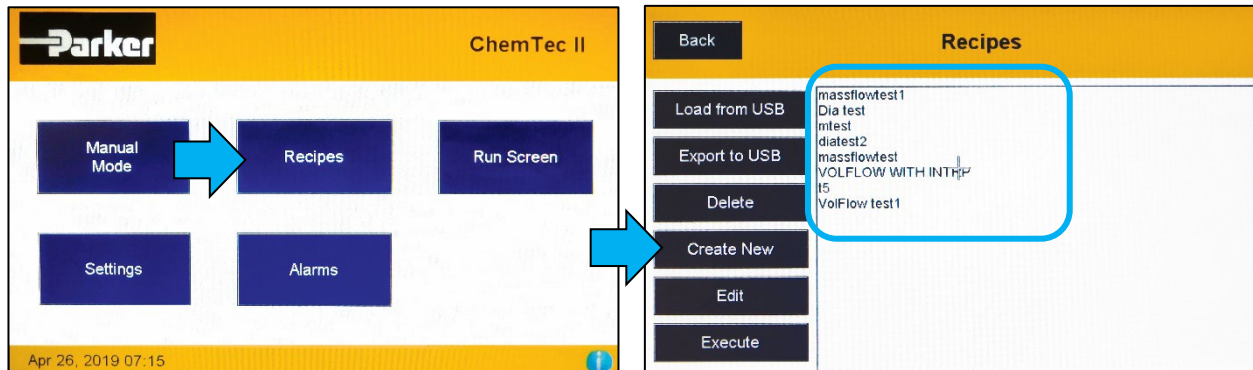 Parker
ChemTec II
Manual
Mode
Recipes
Run Screen
Settings
Alarms
Apr 26, 2019 07:15
i
Back
Recipes
Load from USB
Export to USB
Delete
Create New
Edit
Execute
massflowtest1
Dia test
mtest
diatest2
massflowtest
VOLFLOW WITH
t5
VolFlow test1